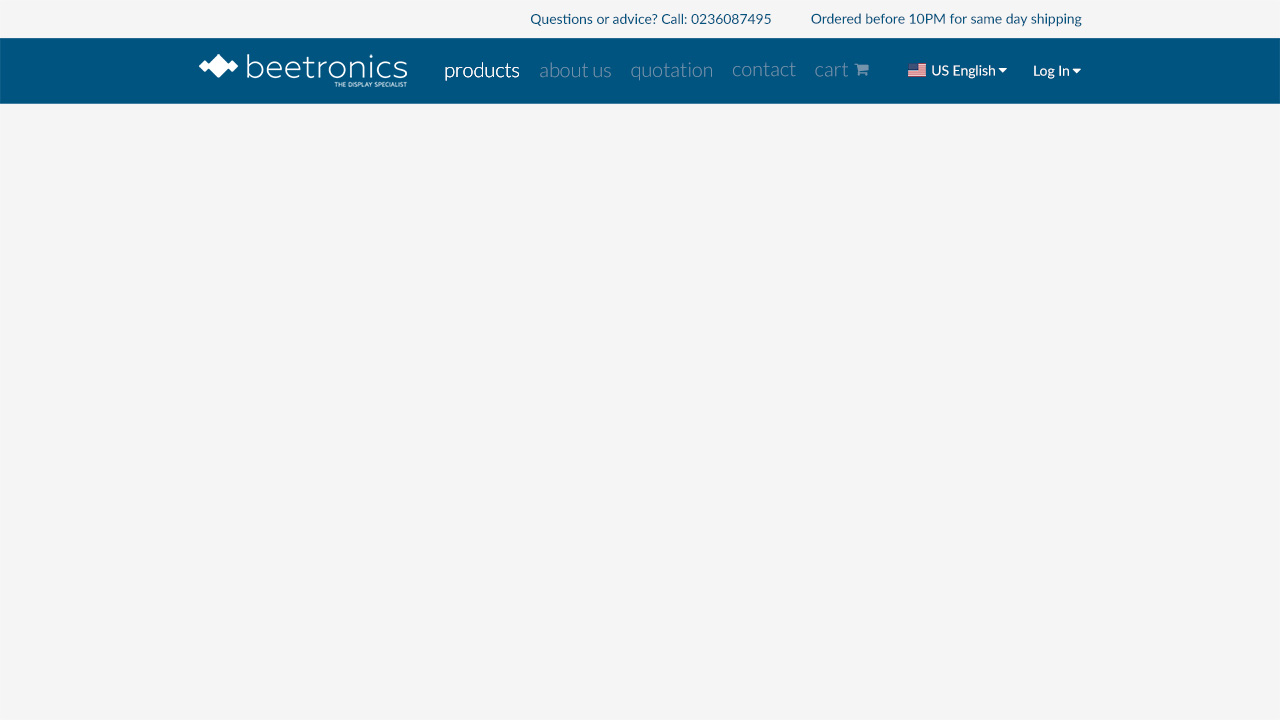 Questions or advice? Call: 0236087495
Ordered before 10PM for same day shipping
beetronics
THE DISPLAY SPECIALIST
products
about us
quotation
contact
cart
US English
Log In